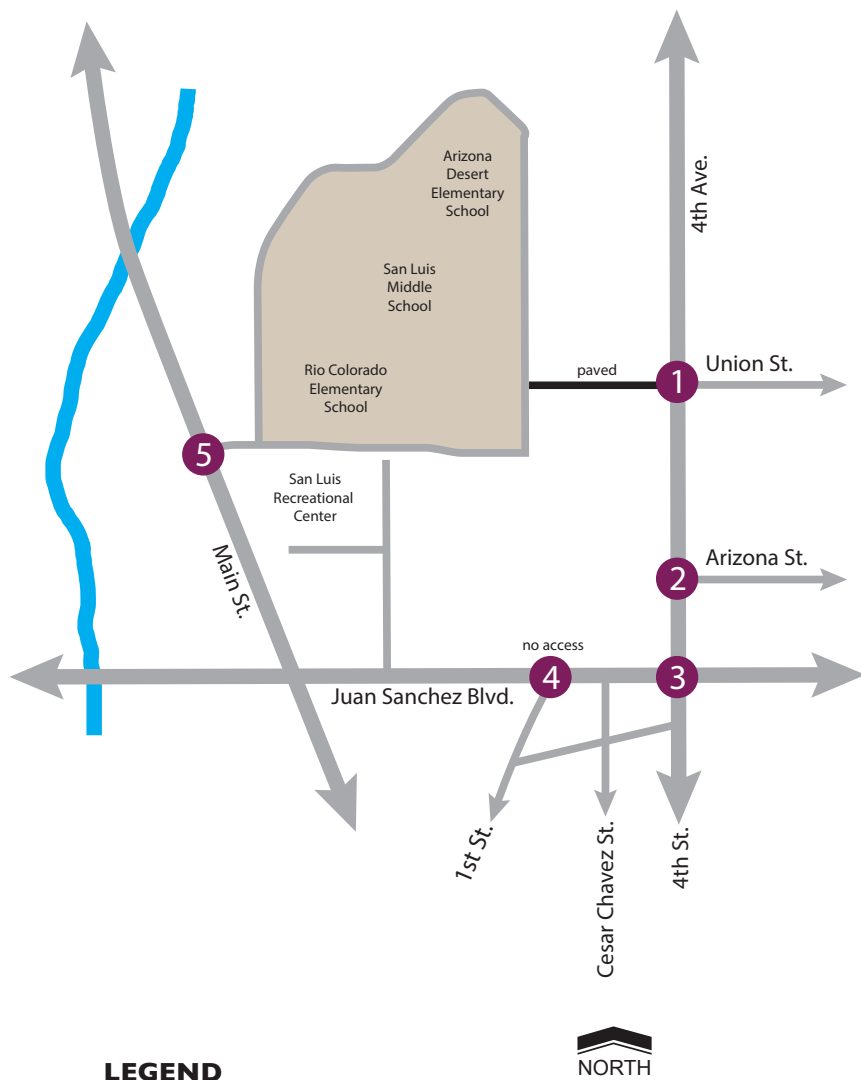 4th Ave.
Arizona
Desert
Elementary
School
San Luis
Middle
School
Rio Colorado
Elementary
School
paved
1
Union St.
5
San Luis
Recreational
Center
Main St.
2
Arizona St.
no access
4
3
Juan Sanchez Blvd.
1st St.
Cesar Chavez St.
4th St.
NORTH
LEGEND